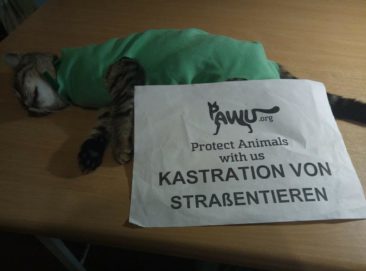 PAWU.org
Protect Animals
with us
KASTRATION VON
STRAßENTIEREN